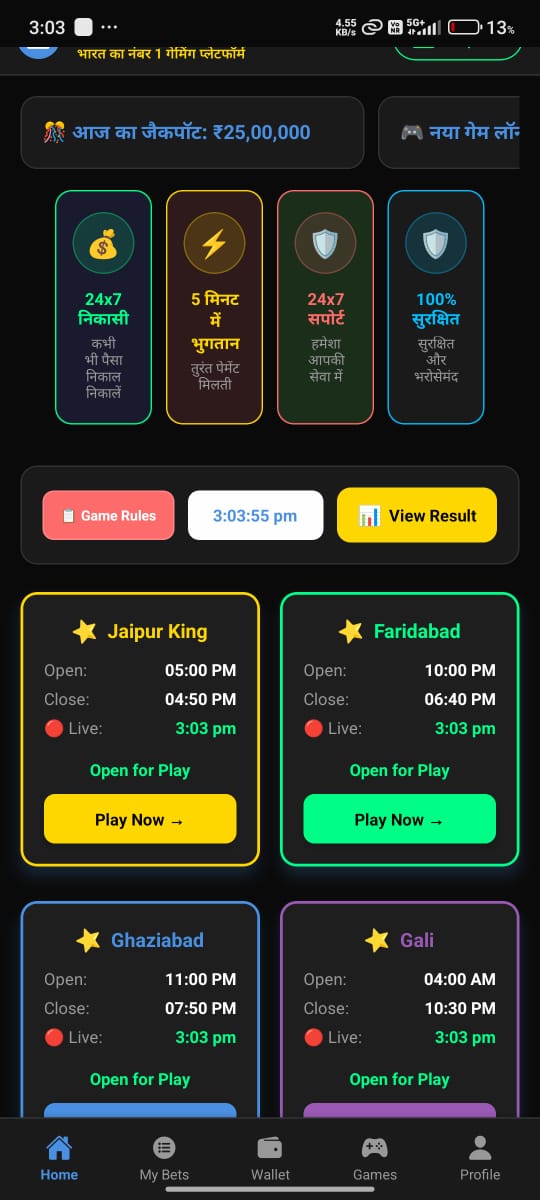 3:03
4.55 KB/s
Vo NR
5G+
13%
भारत का नंबर 1 गेमिंग प्लेटफॉर्म
🎊 आज का जैकपॉट: ₹25,00,000
🎮 नया गेम लॉन
24x7
निकासी
कभी
भी पैसा
निकाल
निकालें
5 मिनट
में
भुगतान
तुरंत पेमेंट
मिलती
24x7
सपोर्ट
हमेशा
आपकी
सेवा में
100%
सुरक्षित
सुरक्षित
और
भरोसेमंद
📋 Game Rules
3:03:55 pm
📊 View Result
⭐ Jaipur King
Open: 05:00 PM
Close: 04:50 PM
🔴 Live: 3:03 pm
Open for Play
Play Now →
⭐ Faridabad
Open: 10:00 PM
Close: 06:40 PM
🔴 Live: 3:03 pm
Open for Play
Play Now →
⭐ Ghaziabad
Open: 11:00 PM
Close: 07:50 PM
🔴 Live: 3:03 pm
Open for Play
⭐ Gali
Open: 04:00 AM
Close: 10:30 PM
🔴 Live: 3:03 pm
Open for Play
Home
My Bets
Wallet
Games
Profile